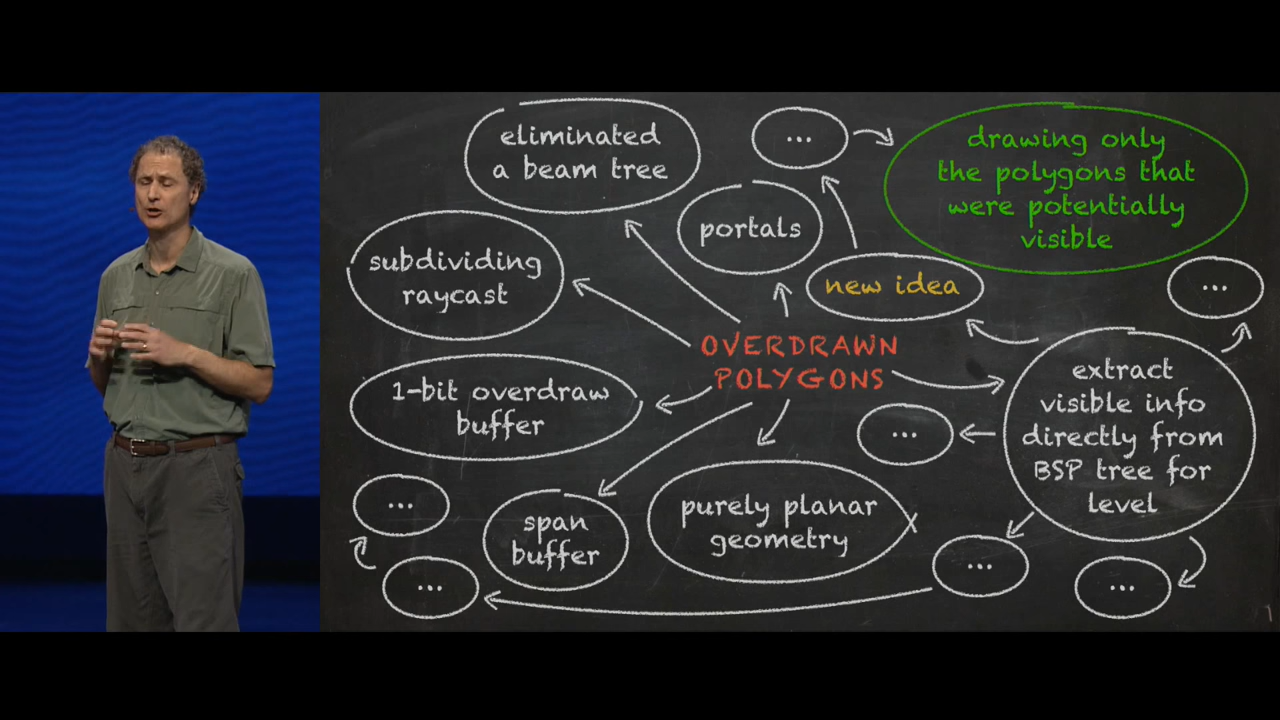 eliminated
a beam tree
...
drawing only
the polygons that
were potentially
visible
portals
subdividing
raycast
new idea
...
OVERDRAWN
POLYGONS
1-bit overdraw
buffer
...
extract
visible info
directly from
BSP tree for
level
...
span
buffer
purely planar
geometry
...
...
...